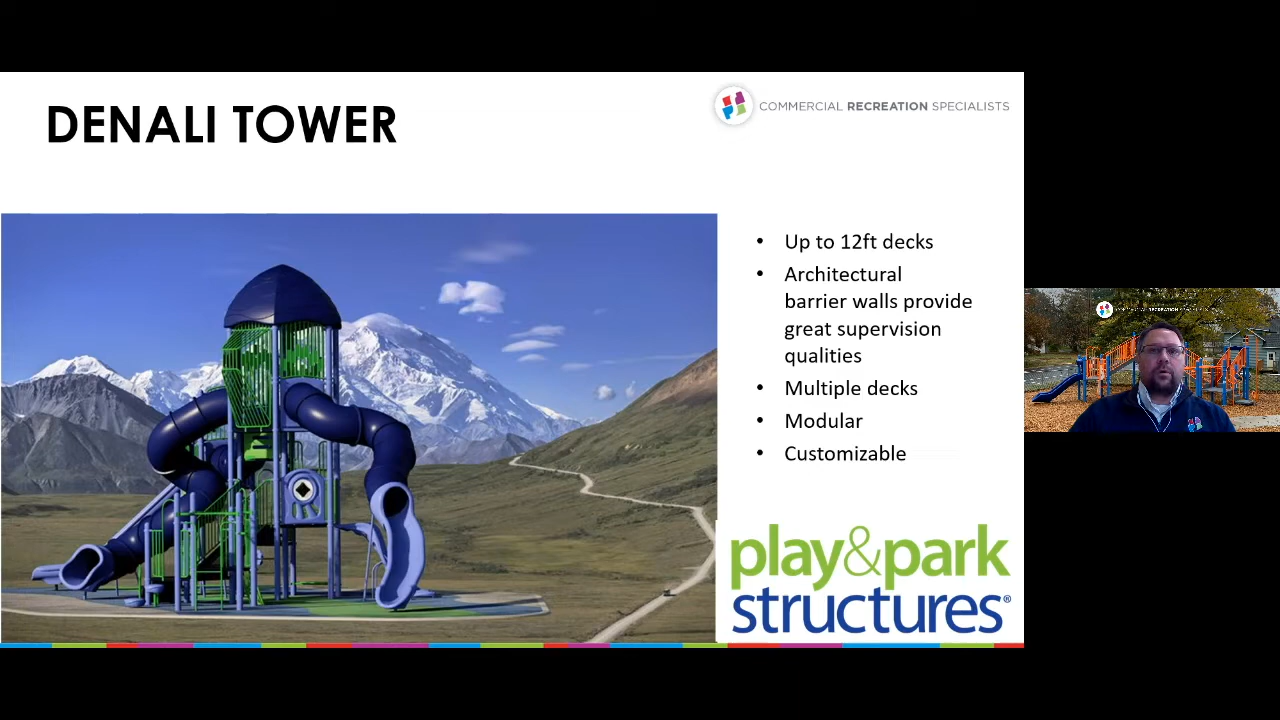 DENALI TOWER
COMMERCIAL RECREATION SPECIALISTS
• Up to 12ft decks
• Architectural
barrier walls provide
great supervision
qualities
• Multiple decks
• Modular
• Customizable
play&park
structures®